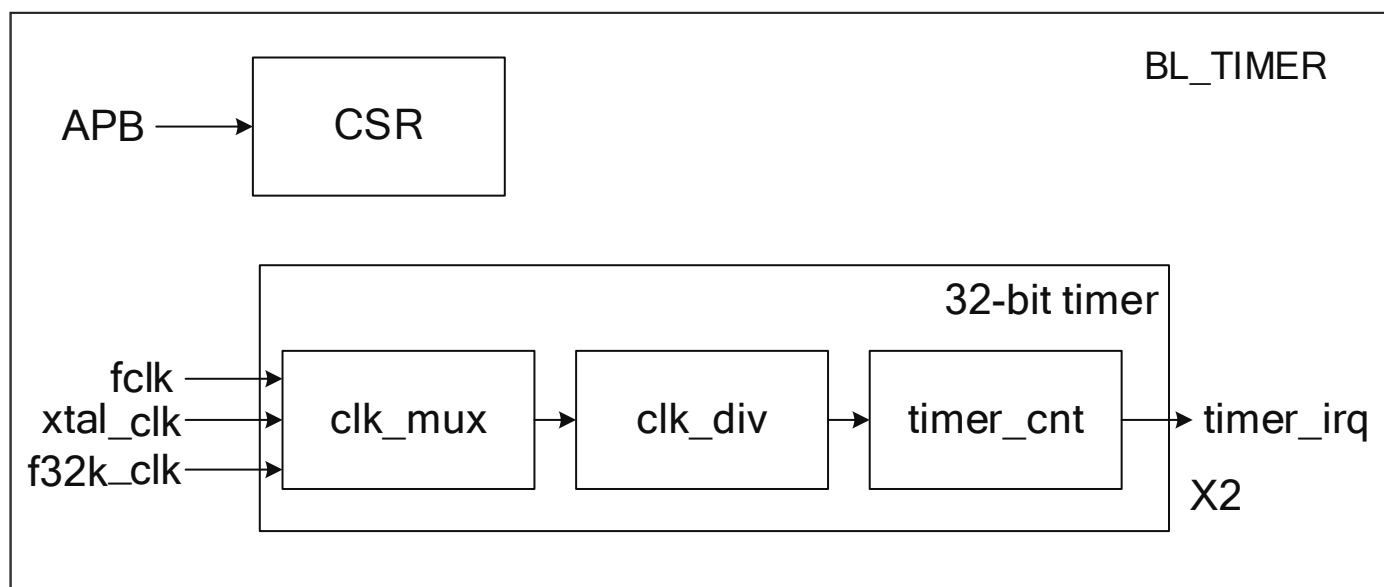 BL_TIMER
APB
CSR
32-bit timer
fclk
xtal_clk
f32k_clk
clk_mux
clk_div
timer_cnt
timer_irq
X2